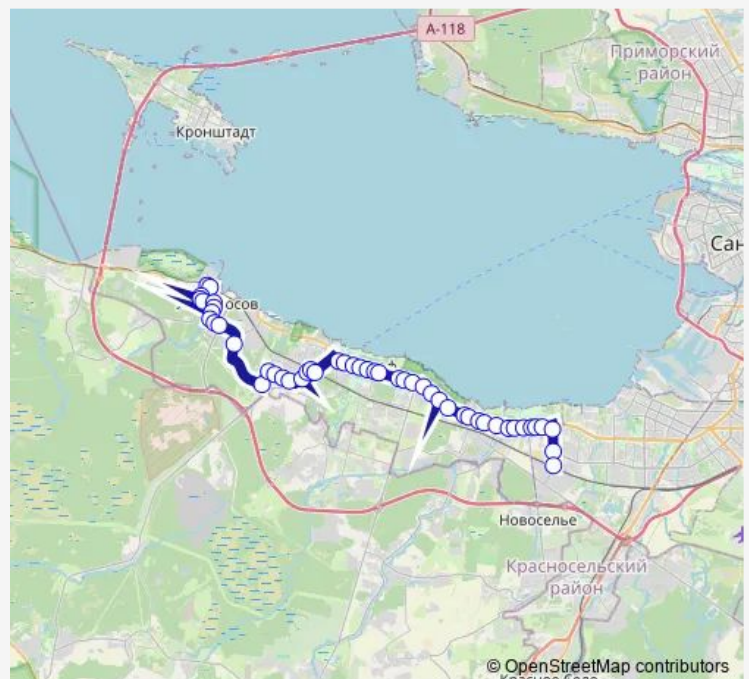 А-118
Приморский
район
Кронштадт
Сан
осов
Новоселье
Красносельский
район
© OpenStreetMap contributors